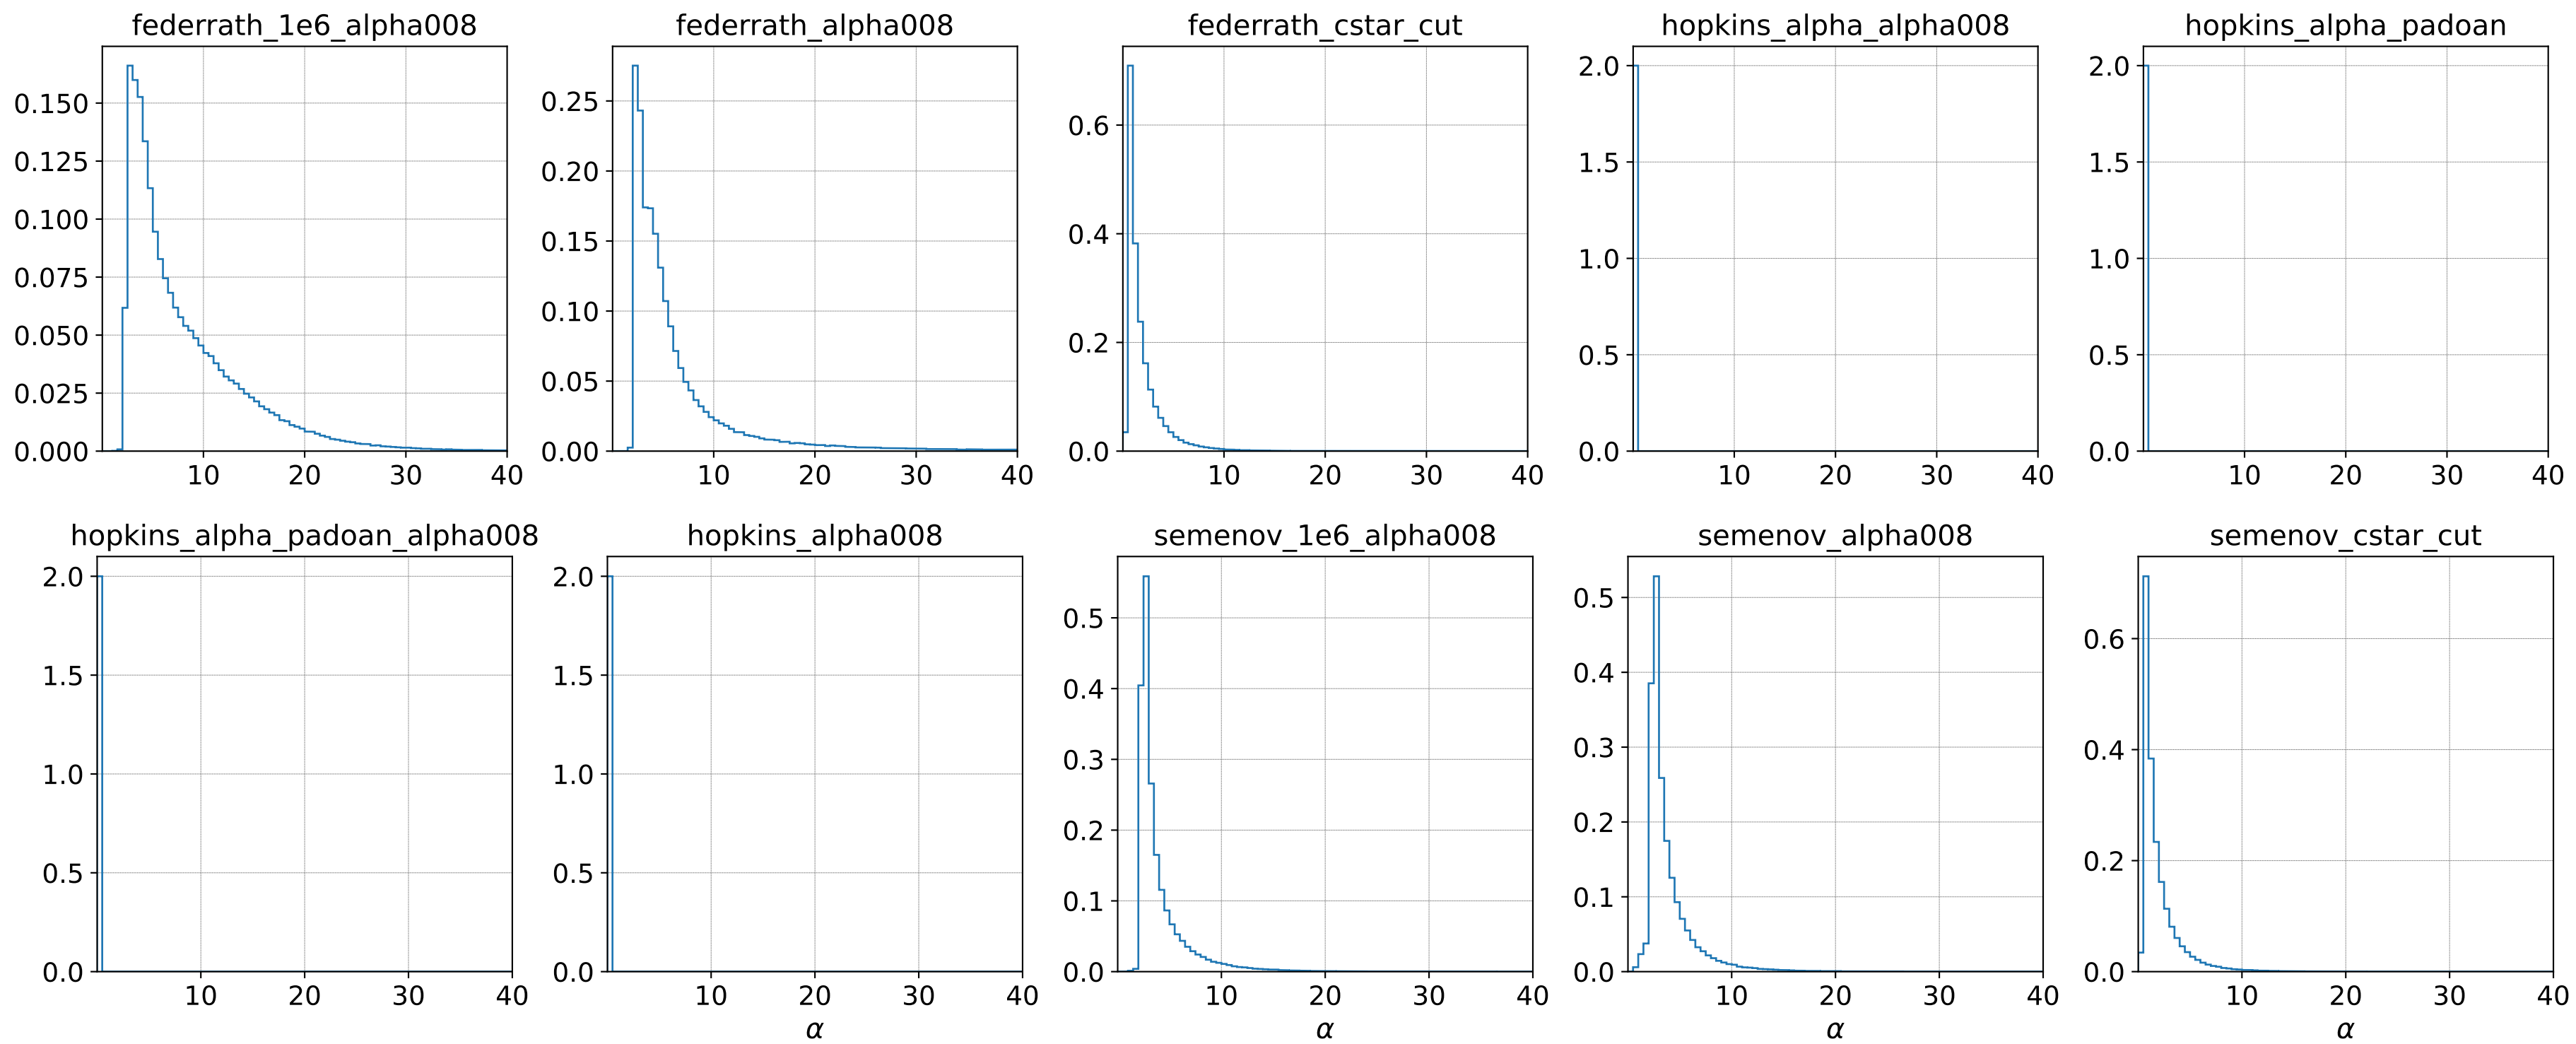 federrath_1e6_alpha008
0.150
0.125
0.100
0.075
0.050
0.025
0.000
10 20 30 40
federrath_alpha008
0.25
0.20
0.15
0.10
0.05
0.00
10 20 30 40
federrath_cstar_cut
0.6
0.4
0.2
0.0
10 20 30 40
hopkins_alpha_alpha008
2.0
1.5
1.0
0.5
0.0
10 20 30 40
hopkins_alpha_padoan
2.0
1.5
1.0
0.5
0.0
10 20 30 40
hopkins_alpha_padoan_alpha008
2.0
1.5
1.0
0.5
0.0
10 20 30 40
hopkins_alpha008
2.0
1.5
1.0
0.5
0.0
10 20 30 40
α
semenov_1e6_alpha008
0.5
0.4
0.3
0.2
0.1
0.0
10 20 30 40
α
semenov_alpha008
0.5
0.4
0.3
0.2
0.1
0.0
10 20 30 40
α
semenov_cstar_cut
0.6
0.4
0.2
0.0
10 20 30 40
α